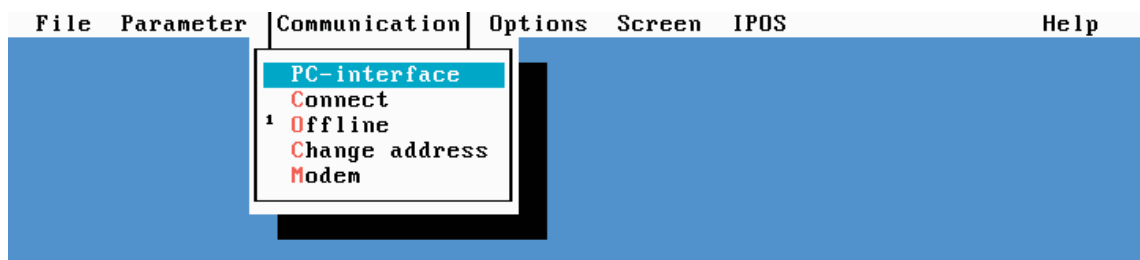 File Parameter Communication Options Screen IPOS Help
PC-interface
Connect
¹ Offline
Change address
Modem